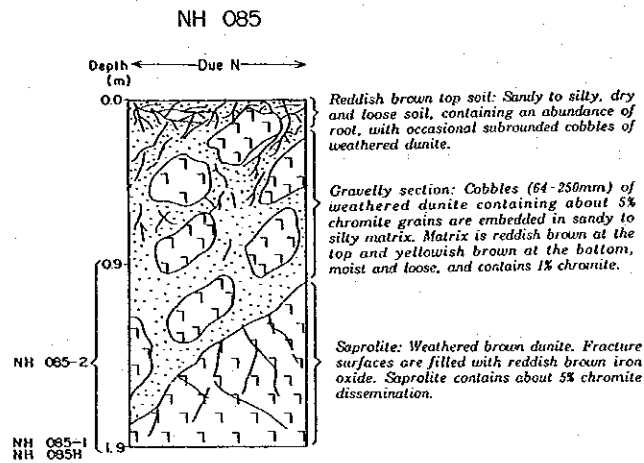 NH 085
Depth
(m)
Due N
0.0
Reddish brown top soil: Sandy to silty, dry
and loose soil, containing an abundance of
root, with occasional subrounded cobbles of
weathered dunite.
Gravelly section: Cobbles (64-250mm) of
weathered dunite containing about 5%
chromite grains are embedded in sandy to
silty matrix. Matrix is reddish brown at the
top and yellowish brown at the bottom,
moist and loose, and contains 1% chromite.
0.9
Saprolite: Weathered brown dunite. Fracture
surfaces are filled with reddish brown iron
oxide. Saprolite contains about 5% chromite
dissemination.
NH 085-2
NH 085-1
NH 085H
1.9